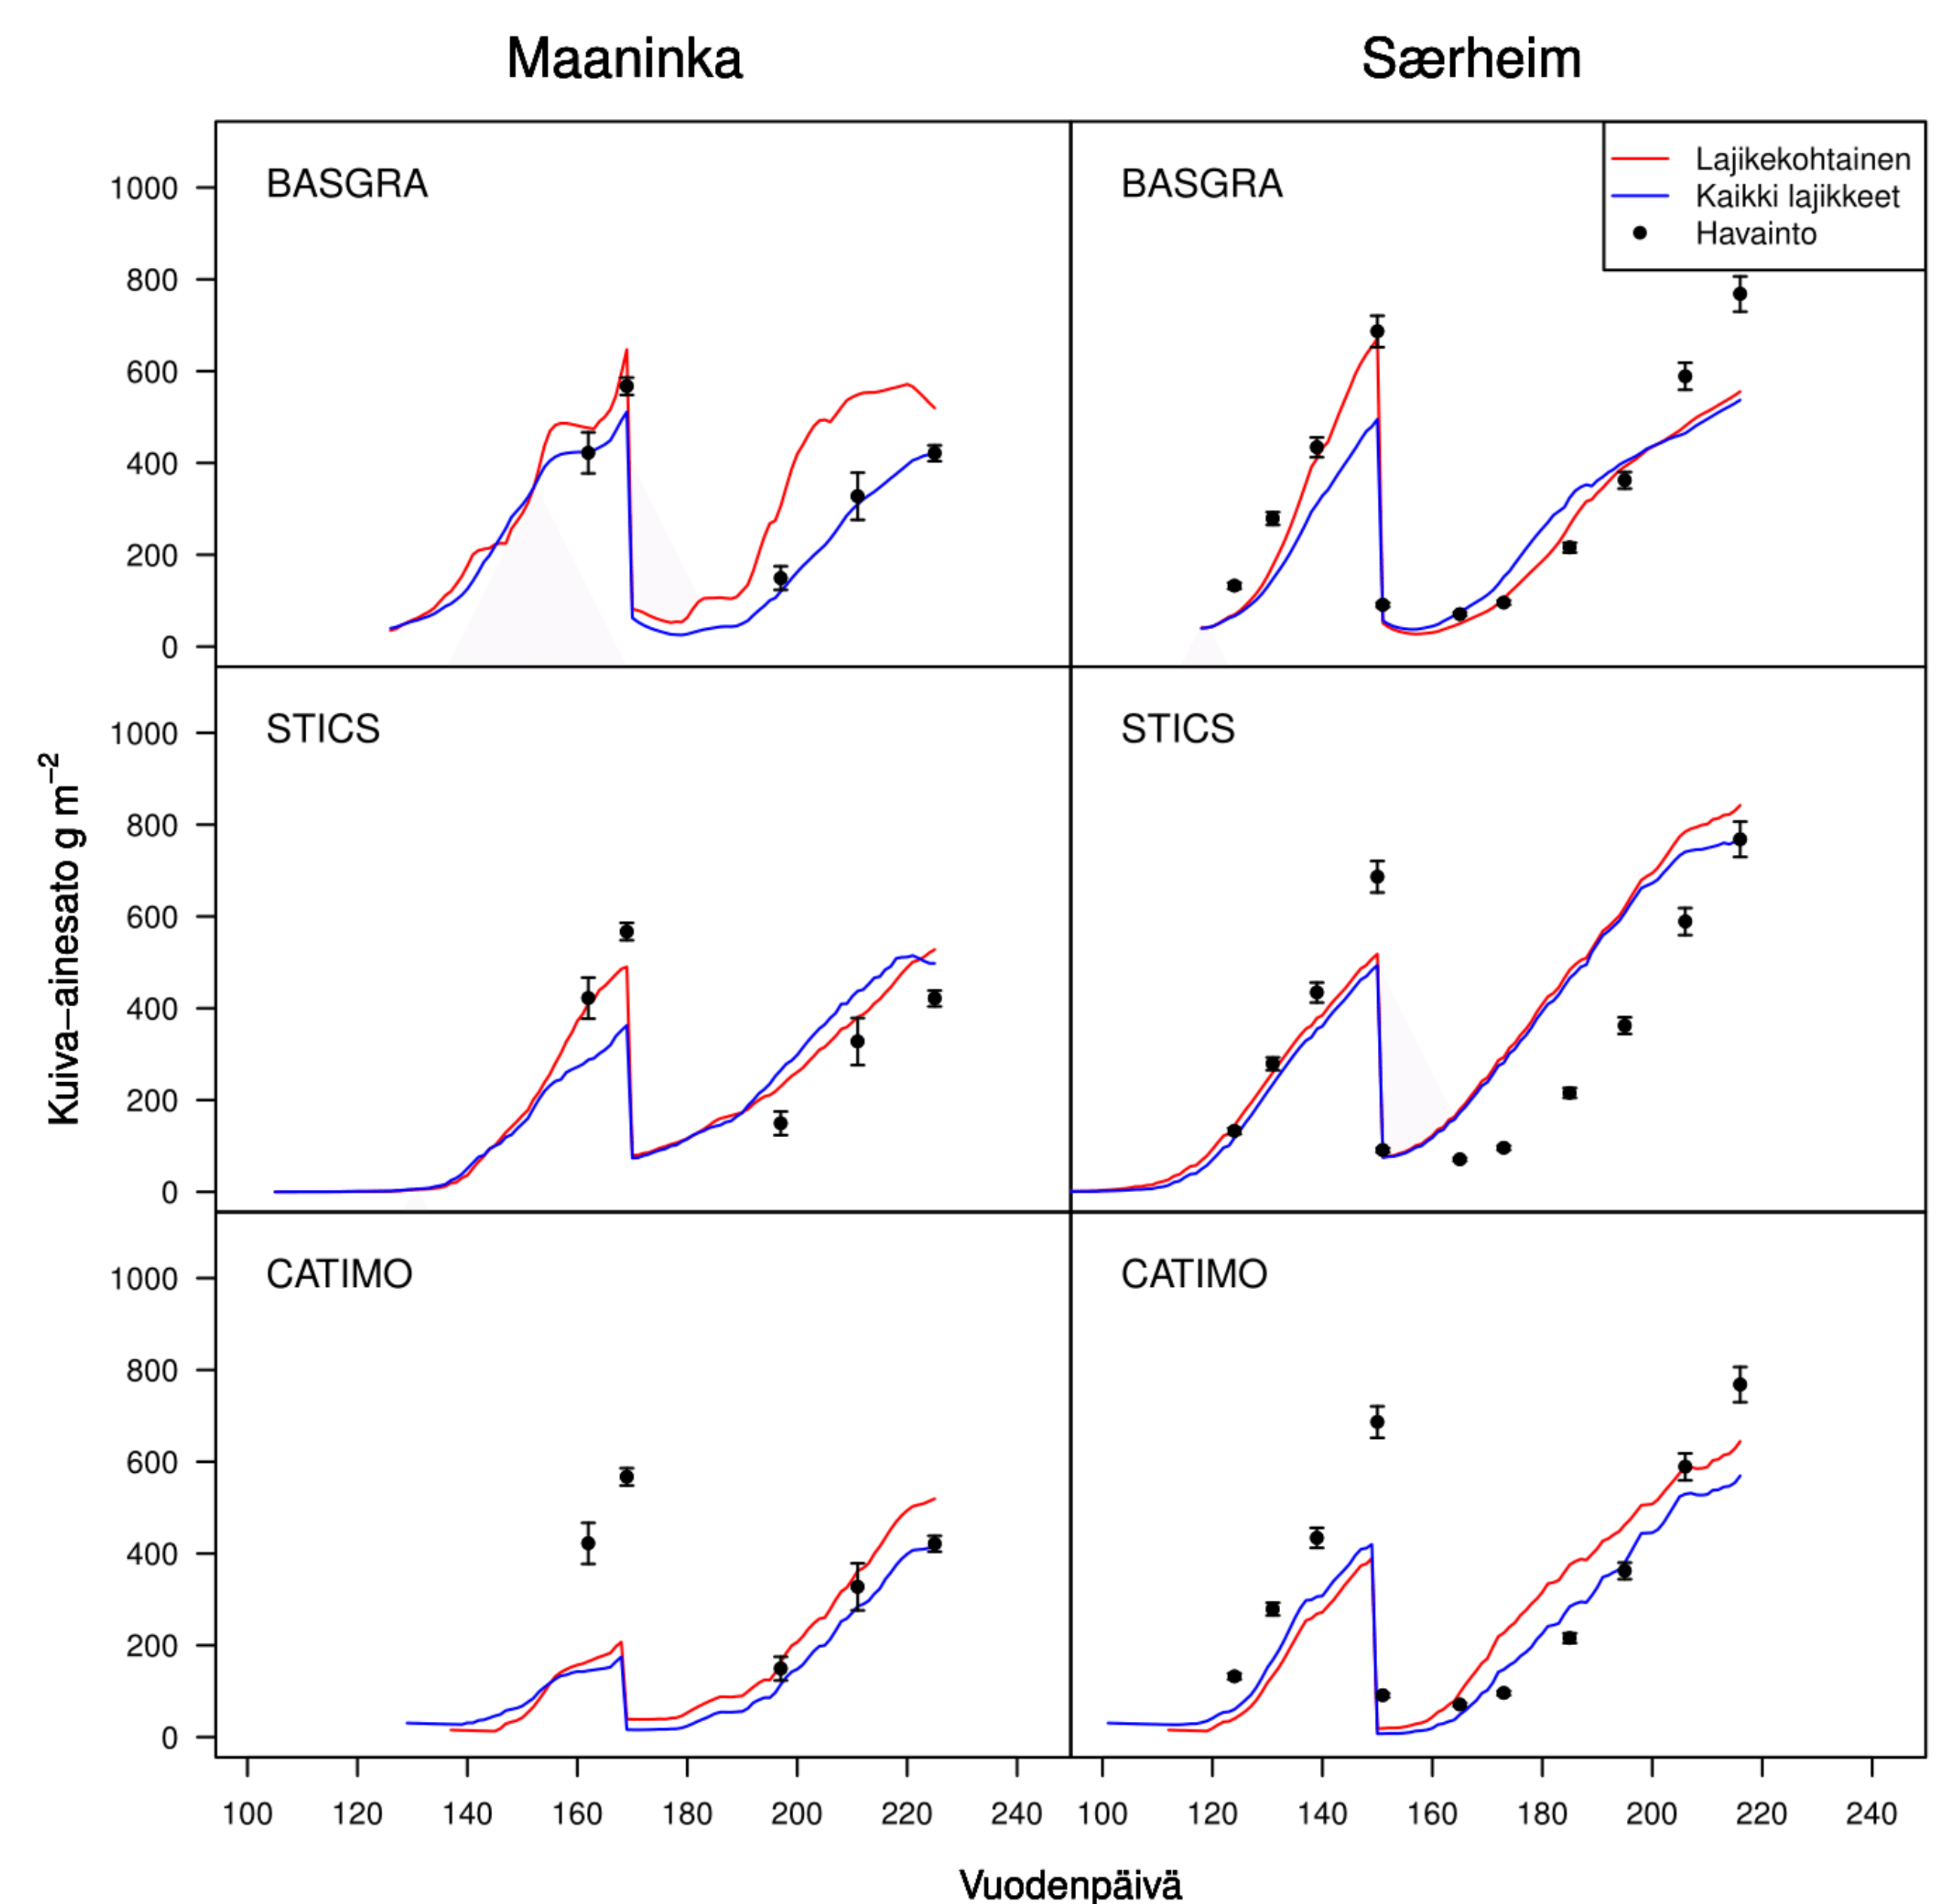 Maaninka Særheim
BASGRA
BASGRA
Lajikekohtainen
Kaikki lajikkeet
Havainto
1000
800
600
400
200
0
STICS
STICS
1000
800
600
400
200
0
CATIMO
CATIMO
1000
800
600
400
200
0
Kuiva−ainesato g m⁻²
100 120 140 160 180 200 220 240
100 120 140 160 180 200 220 240
Vuodenpäivä